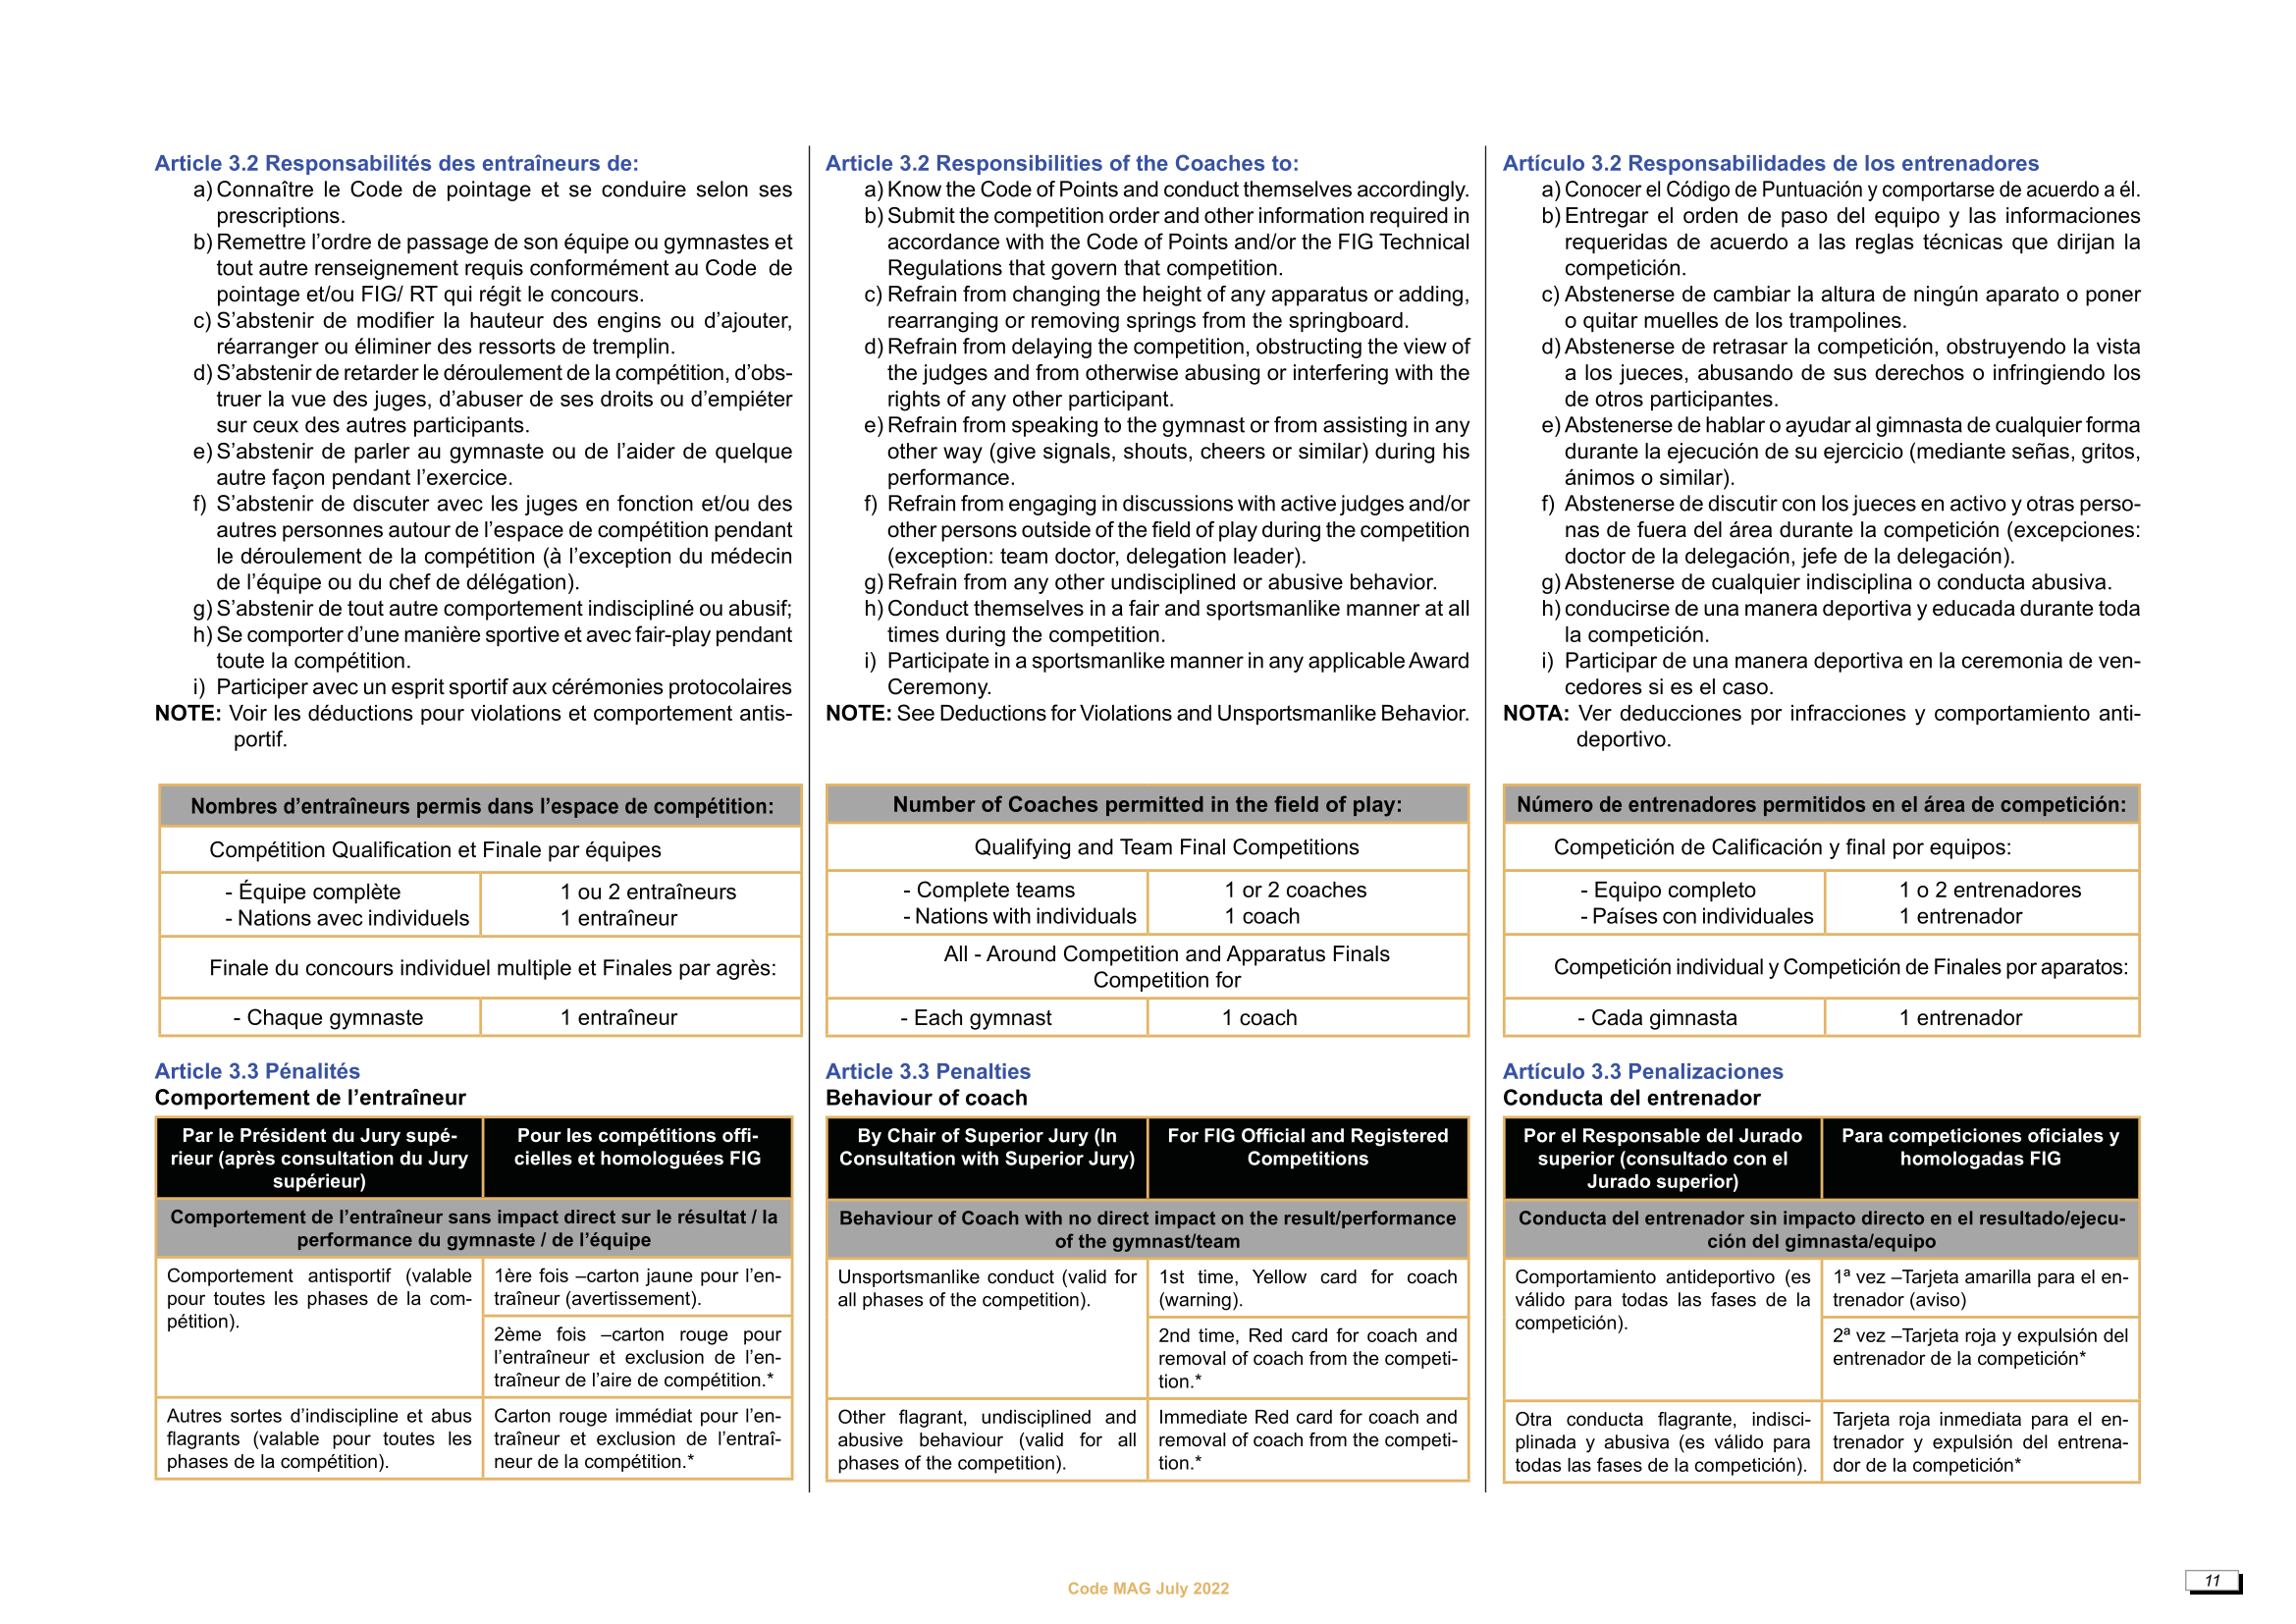 Article 3.2 Responsabilités des entraîneurs de:
a) Connaître le Code de pointage et se conduire selon ses
prescriptions.
b) Remettre l’ordre de passage de son équipe ou gymnastes et
tout autre renseignement requis conformément au Code de
pointage et/ou FIG/ RT qui régit le concours.
c) S’abstenir de modifier la hauteur des engins ou d’ajouter,
réarranger ou éliminer des ressorts de tremplin.
d) S’abstenir de retarder le déroulement de la compétition, d’obs-
truer la vue des juges, d’abuser de ses droits ou d’empiéter
sur ceux des autres participants.
e) S’abstenir de parler au gymnaste ou de l’aider de quelque
autre façon pendant l’exercice.
f) S’abstenir de discuter avec les juges en fonction et/ou des
autres personnes autour de l’espace de compétition pendant
le déroulement de la compétition (à l’exception du médecin
de l’équipe ou du chef de délégation).
g) S’abstenir de tout autre comportement indiscipliné ou abusif;
h) Se comporter d’une manière sportive et avec fair-play pendant
toute la compétition.
i) Participer avec un esprit sportif aux cérémonies protocolaires
NOTE: Voir les déductions pour violations et comportement antis-
portif.
Nombres d’entraîneurs permis dans l’espace de compétition:
Compétition Qualification et Finale par équipes
- Équipe complète 1 ou 2 entraîneurs
- Nations avec individuels 1 entraîneur
Finale du concours individuel multiple et Finales par agrès:
- Chaque gymnaste 1 entraîneur
Article 3.3 Pénalités
Comportement de l’entraîneur
Par le Président du Jury supé-
rieur (après consultation du Jury
supérieur)
Pour les compétitions offi-
cielles et homologuées FIG
Comportement de l’entraîneur sans impact direct sur le résultat / la
performance du gymnaste / de l’équipe
Comportement antisportif (valable
pour toutes les phases de la com-
pétition).
1ère fois –carton jaune pour l’en-
traîneur (avertissement).
2ème fois –carton rouge pour
l’entraîneur et exclusion de l’en-
traîneur de l’aire de compétition.*
Autres sortes d’indiscipline et abus
flagrants (valable pour toutes les
phases de la compétition).
Carton rouge immédiat pour l’en-
traîneur et exclusion de l’entraî-
neur de la compétition.*
Article 3.2 Responsibilities of the Coaches to:
a) Know the Code of Points and conduct themselves accordingly.
b) Submit the competition order and other information required in
accordance with the Code of Points and/or the FIG Technical
Regulations that govern that competition.
c) Refrain from changing the height of any apparatus or adding,
rearranging or removing springs from the springboard.
d) Refrain from delaying the competition, obstructing the view of
the judges and from otherwise abusing or interfering with the
rights of any other participant.
e) Refrain from speaking to the gymnast or from assisting in any
other way (give signals, shouts, cheers or similar) during his
performance.
f) Refrain from engaging in discussions with active judges and/or
other persons outside of the field of play during the competition
(exception: team doctor, delegation leader).
g) Refrain from any other undisciplined or abusive behavior.
h) Conduct themselves in a fair and sportsmanlike manner at all
times during the competition.
i) Participate in a sportsmanlike manner in any applicable Award
Ceremony.
NOTE: See Deductions for Violations and Unsportsmanlike Behavior.
Number of Coaches permitted in the field of play:
Qualifying and Team Final Competitions
- Complete teams 1 or 2 coaches
- Nations with individuals 1 coach
All - Around Competition and Apparatus Finals
Competition for
- Each gymnast 1 coach
Article 3.3 Penalties
Behaviour of coach
By Chair of Superior Jury (In
Consultation with Superior Jury)
For FIG Official and Registered
Competitions
Behaviour of Coach with no direct impact on the result/performance
of the gymnast/team
Unsportsmanlike conduct (valid for
all phases of the competition).
1st time, Yellow card for coach
(warning).
2nd time, Red card for coach and
removal of coach from the competi-
tion.*
Other flagrant, undisciplined and
abusive behaviour (valid for all
phases of the competition).
Immediate Red card for coach and
removal of coach from the competi-
tion.*
Artículo 3.2 Responsabilidades de los entrenadores
a) Conocer el Código de Puntuación y comportarse de acuerdo a él.
b) Entregar el orden de paso del equipo y las informaciones
requeridas de acuerdo a las reglas técnicas que dirijan la
competición.
c) Abstenerse de cambiar la altura de ningún aparato o poner
o quitar muelles de los trampolines.
d) Abstenerse de retrasar la competición, obstruyendo la vista
a los jueces, abusando de sus derechos o infringiendo los
de otros participantes.
e) Abstenerse de hablar o ayudar al gimnasta de cualquier forma
durante la ejecución de su ejercicio (mediante señas, gritos,
ánimos o similar).
f) Abstenerse de discutir con los jueces en activo y otras perso-
nas de fuera del área durante la competición (excepciones:
doctor de la delegación, jefe de la delegación).
g) Abstenerse de cualquier indisciplina o conducta abusiva.
h) conducirse de una manera deportiva y educada durante toda
la competición.
i) Participar de una manera deportiva en la ceremonia de ven-
cedores si es el caso.
NOTA: Ver deducciones por infracciones y comportamiento anti-
deportivo.
Número de entrenadores permitidos en el área de competición:
Competición de Calificación y final por equipos:
- Equipo completo 1 o 2 entrenadores
- Países con individuales 1 entrenador
Competición individual y Competición de Finales por aparatos:
- Cada gimnasta 1 entrenador
Artículo 3.3 Penalizaciones
Conducta del entrenador
Por el Responsable del Jurado
superior (consultado con el
Jurado superior)
Para competiciones oficiales y
homologadas FIG
Conducta del entrenador sin impacto directo en el resultado/ejecu-
ción del gimnasta/equipo
Comportamiento antideportivo (es
válido para todas las fases de la
competición).
1ª vez –Tarjeta amarilla para el en-
trenador (aviso)
2ª vez –Tarjeta roja y expulsión del
entrenador de la competición*
Otra conducta flagrante, indisci-
plinada y abusiva (es válido para
todas las fases de la competición).
Tarjeta roja inmediata para el en-
trenador y expulsión del entrena-
dor de la competición*
Code MAG July 2022
11